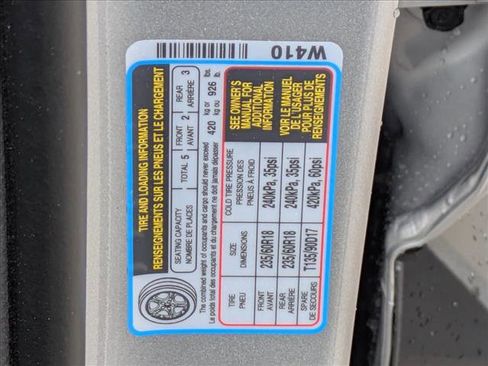 TIRE AND LOADING INFORMATION
RENSEIGNEMENTS SUR LES PNEUS ET LE CHARGEMENT
SEATING CAPACITY TOTAL 5 FRONT 2 REAR 3
NOMBRE DE PLACES AVANT 2 ARRIÈRE 3
The combined weight of occupants and cargo should never exceed 420 kg or 926 lbs.
Le poids total des occupants et du chargement ne doit jamais dépasser 420 kg ou 926 lb.
TIRE SIZE COLD TIRE PRESSURE
PNEU DIMENSIONS PRESSION DES PNEUS À FROID
FRONT AVANT 235/60R18 240kPa, 35psi
REAR ARRIÈRE 235/60R18 240kPa, 35psi
SPARE DE SECOURS T135/90D17 420kPa, 60psi
SEE OWNER'S
MANUAL FOR
ADDITIONAL
INFORMATION
VOIR LE MANUEL
DE L'USAGER
POUR PLUS DE
RENSEIGNEMENTS
W410